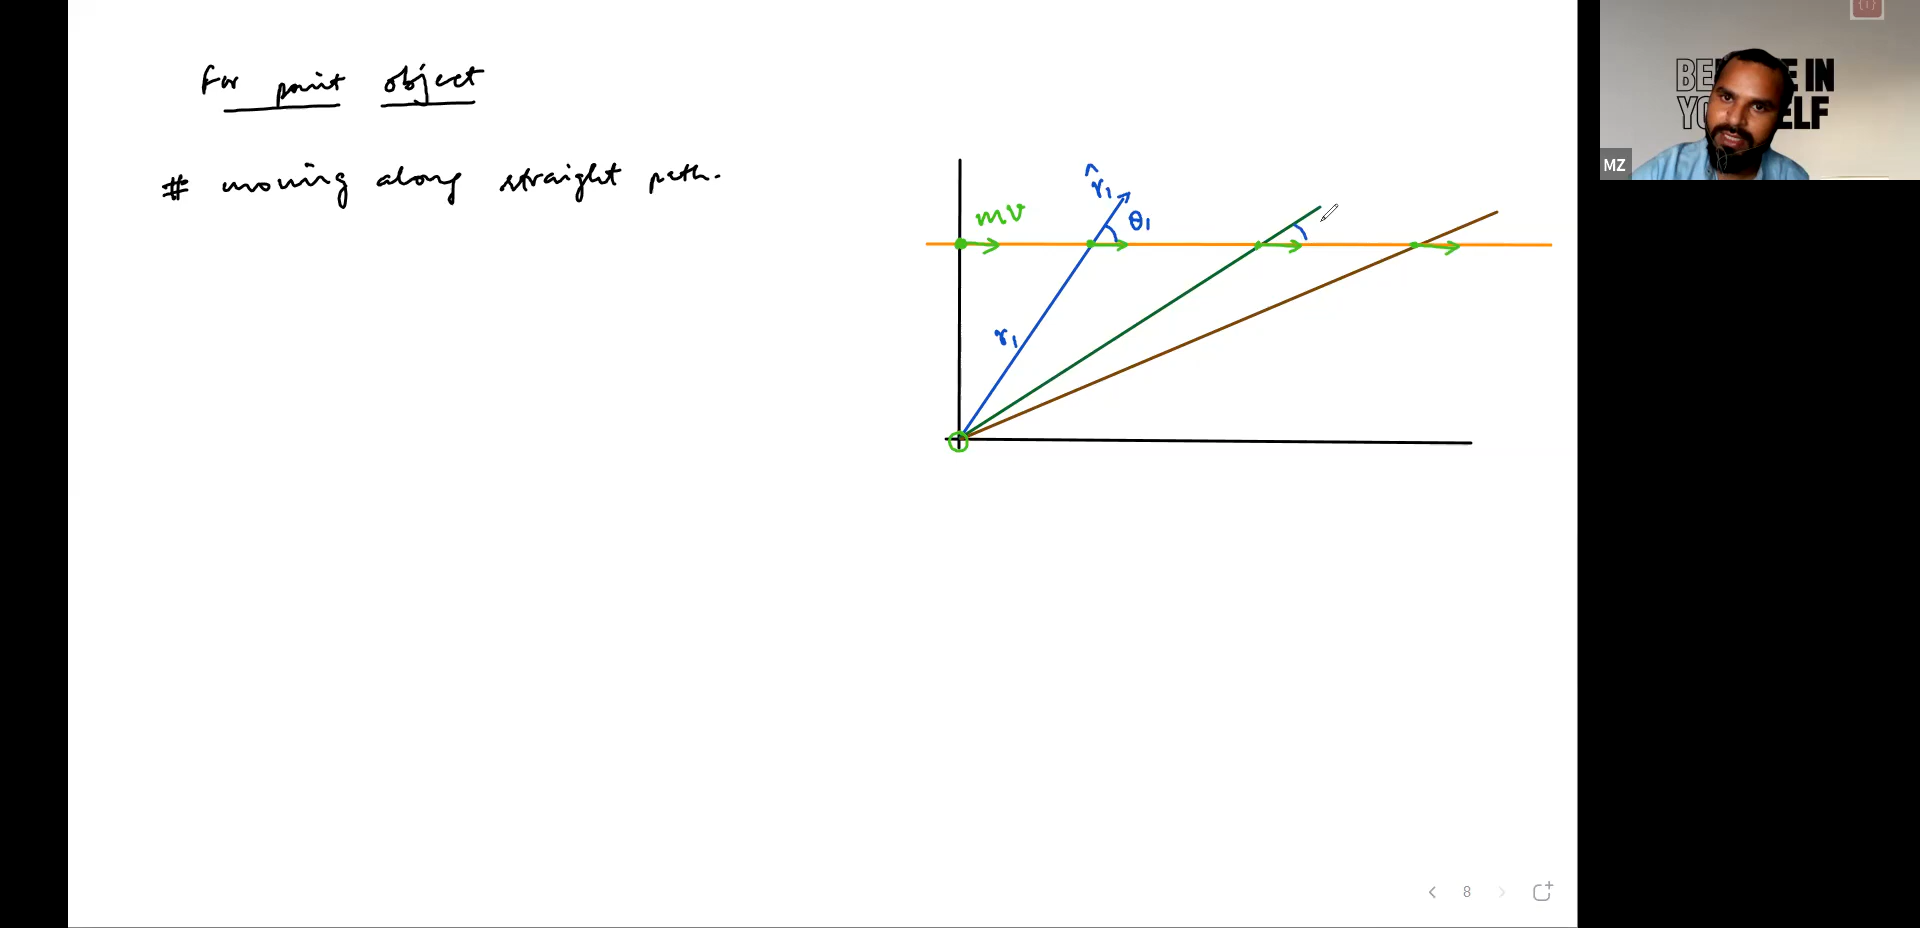 For point object
# moving along straight path.
mv
r̂₁
θ₁
r₁
BE IN
YO ELF
MZ
8